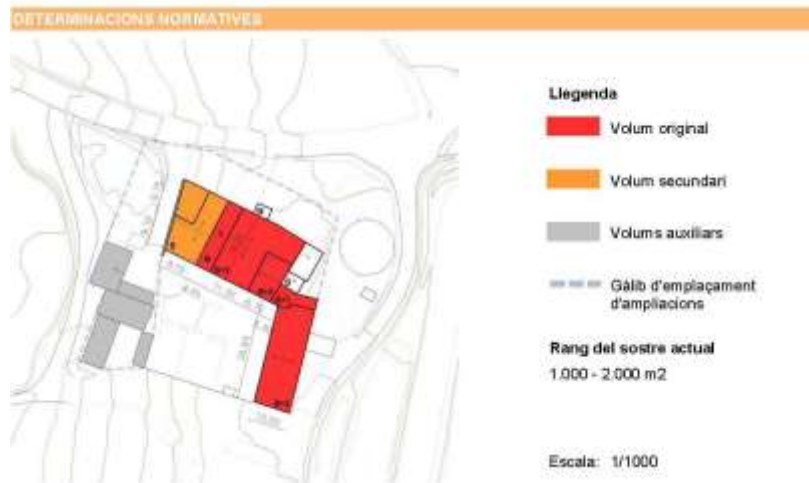 DETERMINACIONS NORMATIVES
Llegenda
Volum original
Volum secundari
Volums auxiliars
Gàlib d'emplaçament
d'ampliacions
Rang del sostre actual
1.000 - 2.000 m2
Escala: 1/1000